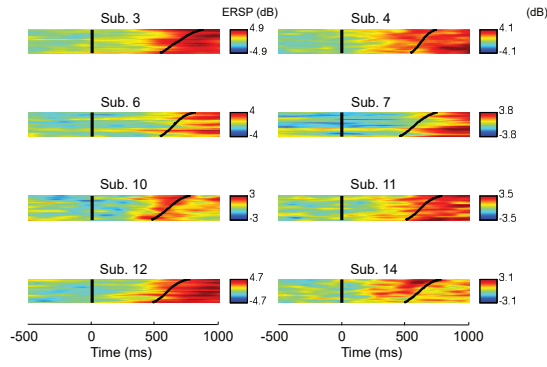 ERSP (dB)
(dB)
Sub. 3
4.9
-4.9
Sub. 4
4.1
-4.1
Sub. 6
4
-4
Sub. 7
3.8
-3.8
Sub. 10
3
-3
Sub. 11
3.5
-3.5
Sub. 12
4.7
-4.7
Sub. 14
3.1
-3.1
-500 0 500 1000
0 500 1000
Time (ms)
Time (ms)